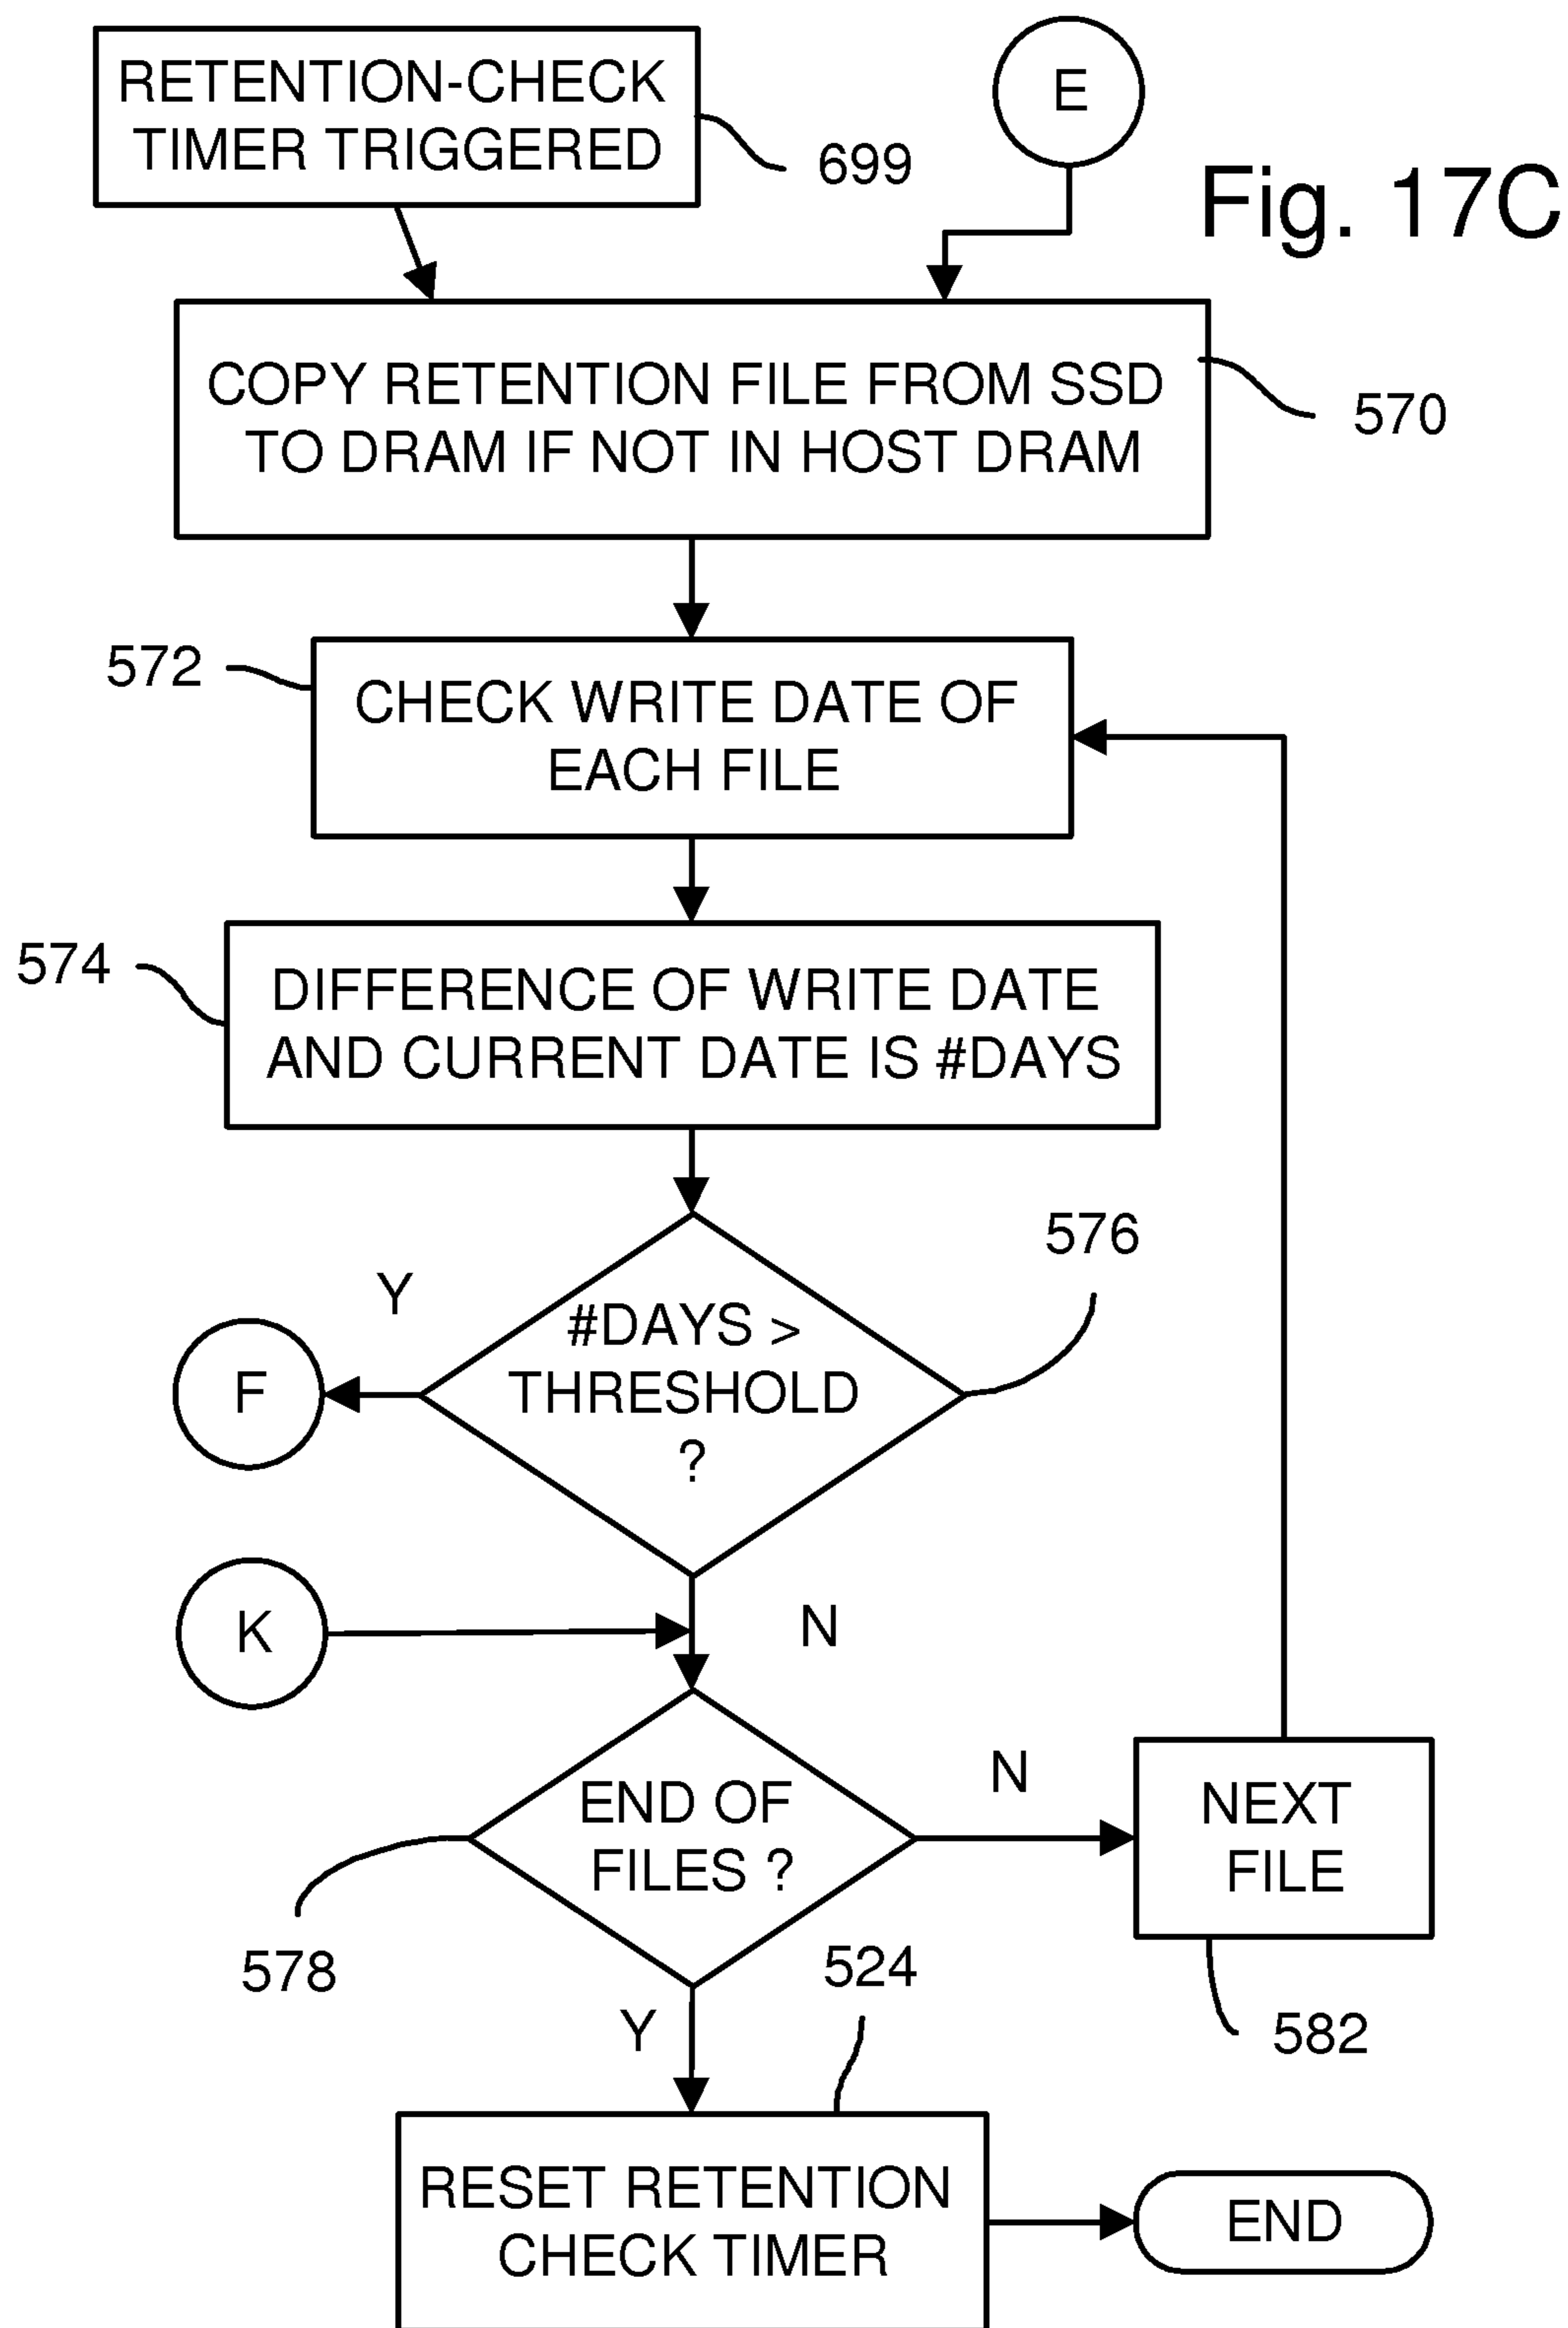 RETENTION-CHECK
TIMER TRIGGERED
699
E
Fig. 17C
COPY RETENTION FILE FROM SSD
TO DRAM IF NOT IN HOST DRAM
570
572
CHECK WRITE DATE OF
EACH FILE
574
DIFFERENCE OF WRITE DATE
AND CURRENT DATE IS #DAYS
576
Y
#DAYS >
THRESHOLD
?
F
K
N
END OF
FILES ?
N
NEXT
FILE
578
524
582
Y
RESET RETENTION
CHECK TIMER
END